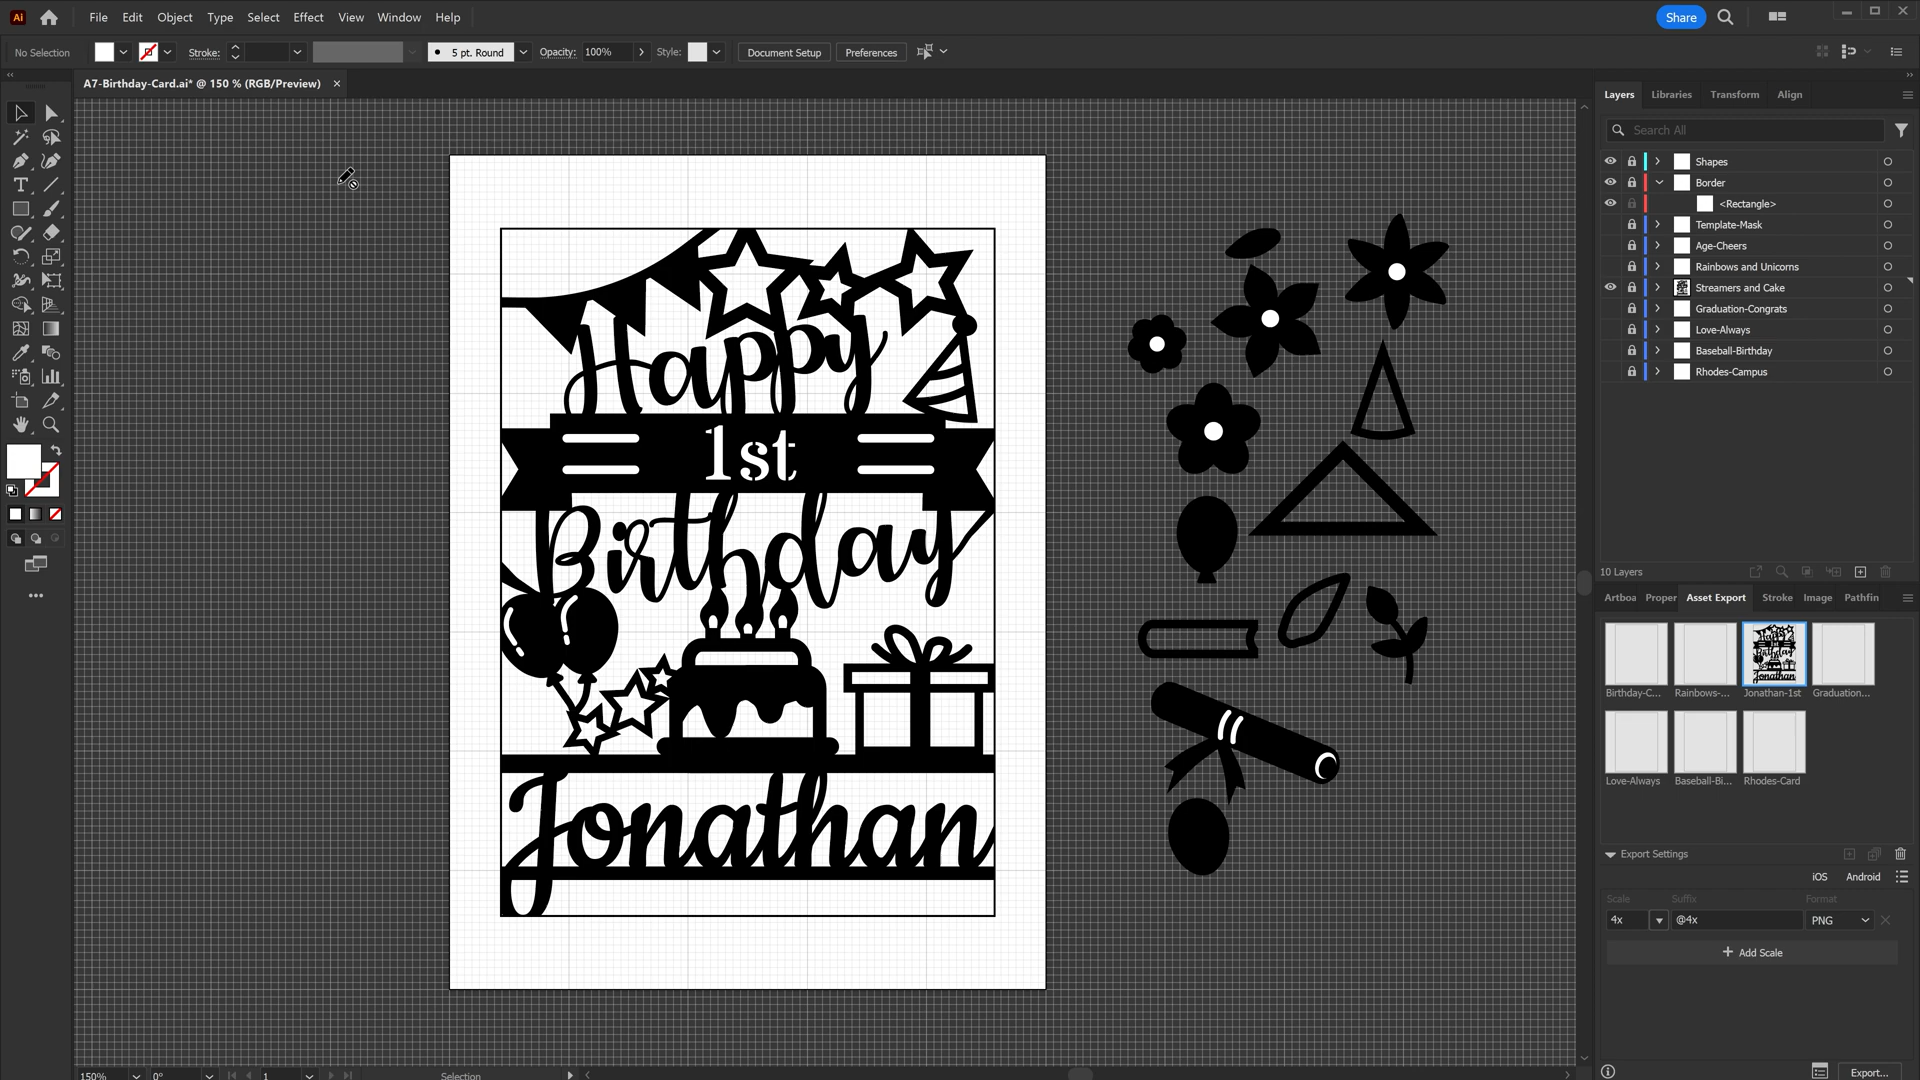 Ai File Edit Object Type Select Effect View Window Help Share
No Selection Stroke: 5 pt. Round Opacity: 100% Style: Document Setup Preferences
A7-Birthday-Card.ai* @ 150 % (RGB/Preview)
Happy
1st
Birthday
Jonathan
Layers Libraries Transform Align
Search All
Shapes
Border
<Rectangle>
Template-Mask
Age-Cheers
Rainbows and Unicorns
Streamers and Cake
Graduation-Congrats
Love-Always
Baseball-Birthday
Rhodes-Campus
10 Layers
Artboa Proper Asset Export Stroke Image Pathfin
Happy
Birthday
Jonathan
Birthday-C... Rainbows-... Jonathan-1st Graduation...
Love-Always Baseball-Bi... Rhodes-Card
Export Settings
iOS Android
Scale Suffix Format
4x @4x PNG
+ Add Scale
150% 0° 1 Selection Export...